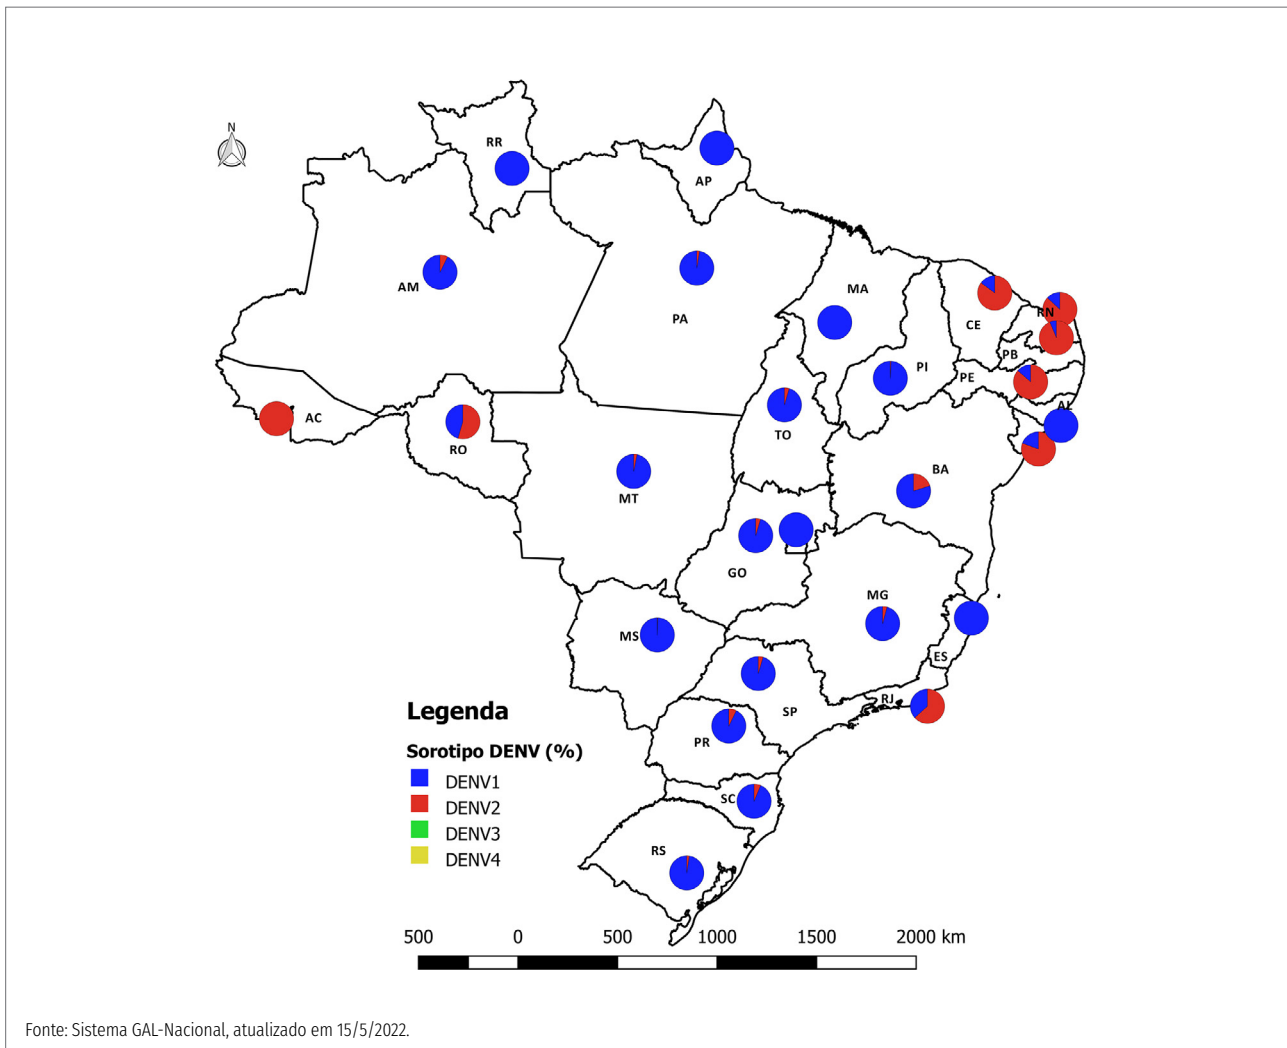 N
RR
AP
AM
PA
MA
CE
RN
PB
PI
PE
AL
AC
RO
TO
BA
MT
GO
MG
MS
ES
RJ
SP
PR
SC
RS
Legenda
Sorotipo DENV (%)
DENV1
DENV2
DENV3
DENV4
500 0 500 1000 1500 2000 km
Fonte: Sistema GAL-Nacional, atualizado em 15/5/2022.